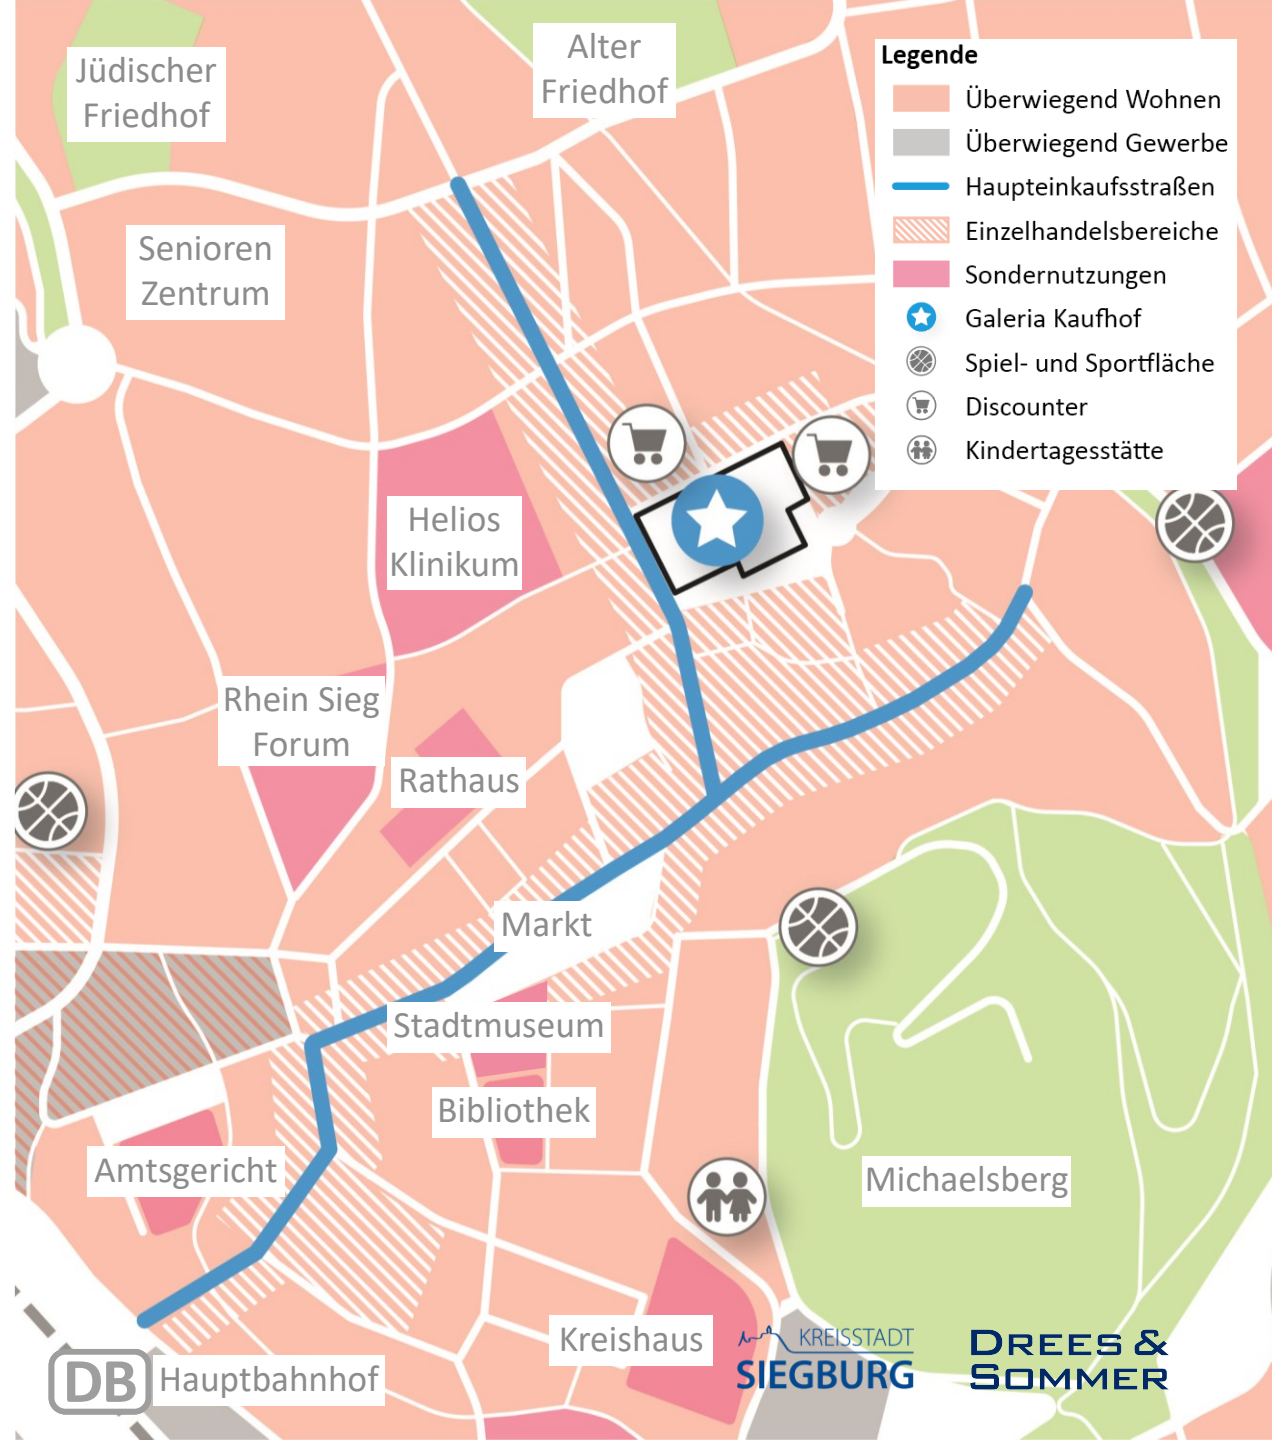 Jüdischer
Friedhof
Alter
Friedhof
Legende
Überwiegend Wohnen
Überwiegend Gewerbe
Haupteinkaufsstraßen
Einzelhandelsbereiche
Sondernutzungen
Galeria Kaufhof
Spiel- und Sportfläche
Discounter
Kindertagesstätte
Senioren
Zentrum
Helios
Klinikum
Rhein Sieg
Forum
Rathaus
Markt
Stadtmuseum
Bibliothek
Amtsgericht
Michaelsberg
Kreishaus
KREISSTADT
SIEGBURG
DREES &
SOMMER
DB
Hauptbahnhof